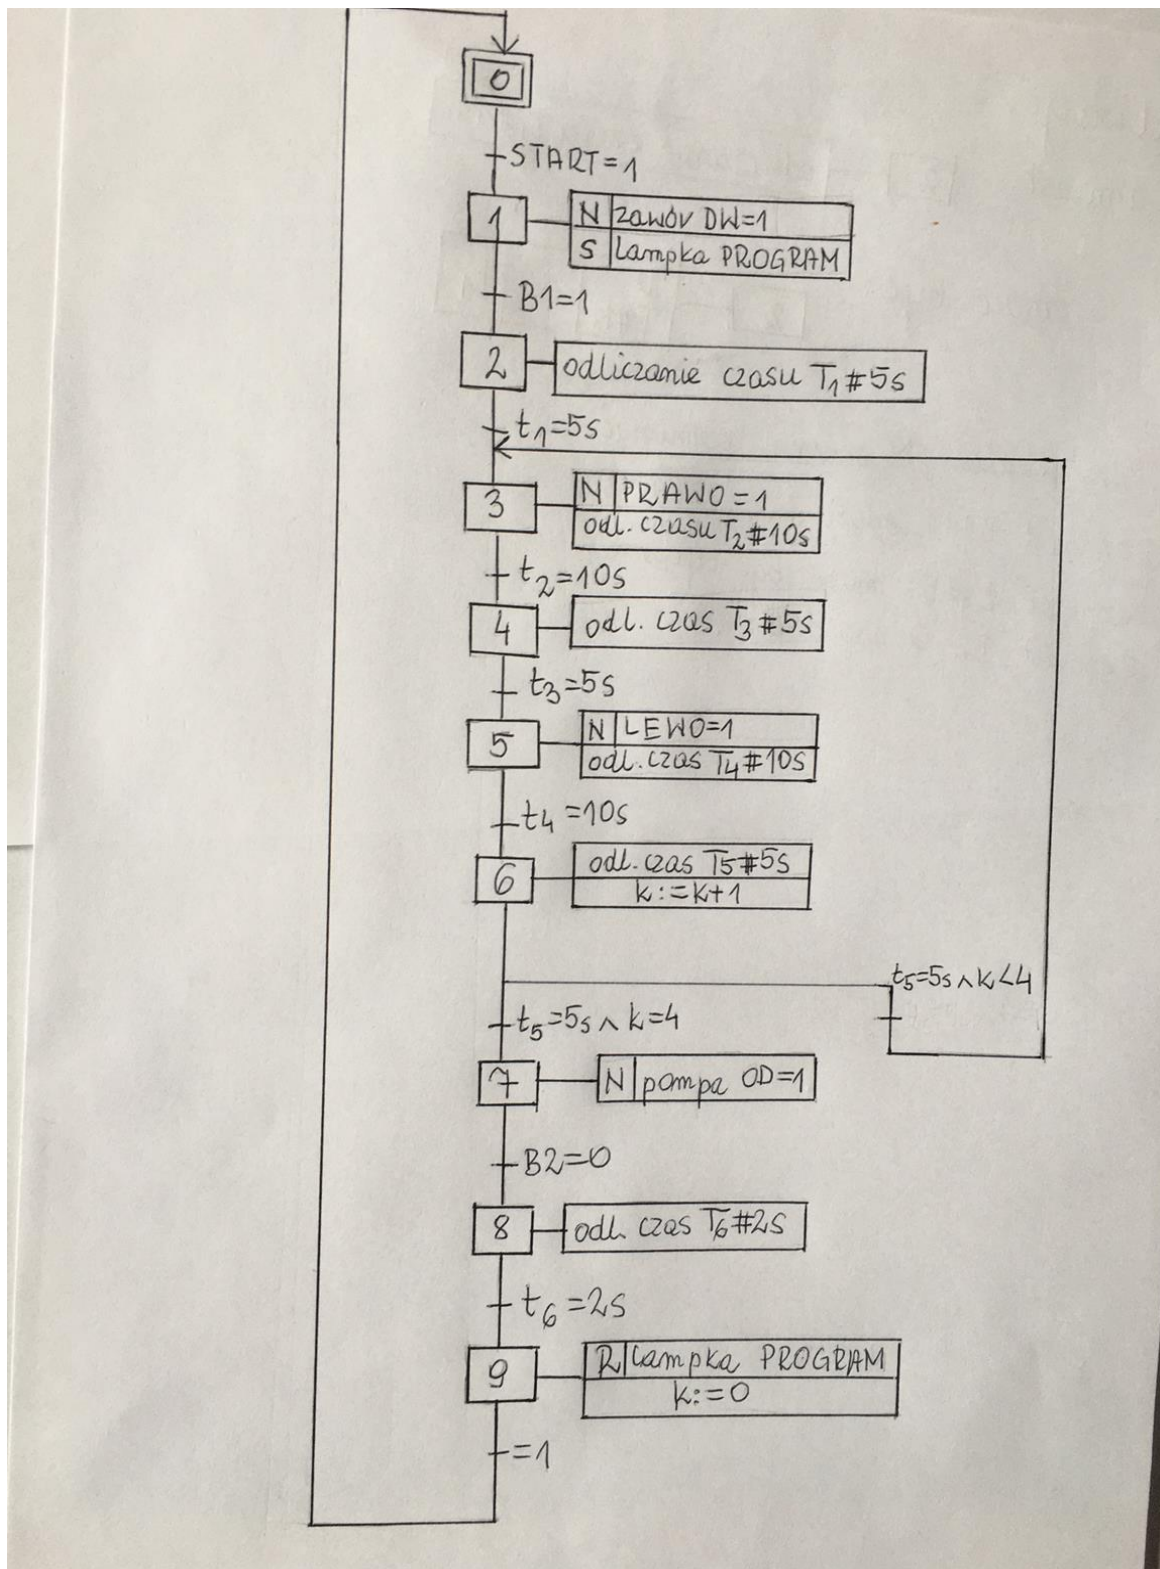 0
START=1
1
N zawór DW=1
S lampka PROGRAM
B1=1
2
odliczanie czasu T1#5s
t1=5s
3
N PRAWO=1
odl. czasu T2#10s
t2=10s
4
odl. czas T3#5s
t3=5s
5
N LEWO=1
odl. czas T4#10s
t4=10s
6
odl. czas T5#5s
k:=k+1
t5=5s∧k<4
t5=5s∧k=4
7
N pompa OD=1
B2=0
8
odl. czas T6#2s
t6=2s
9
R lampka PROGRAM
k:=0
=1